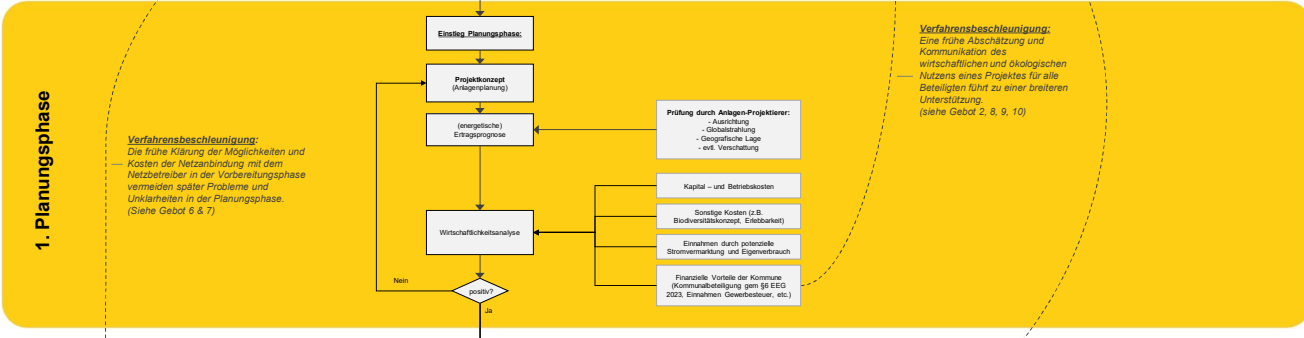 1. Planungsphase
Verfahrensbeschleunigung:
Die frühe Klärung der Möglichkeiten und
Kosten der Netzanbindung mit dem
Netzbetreiber in der Vorbereitungsphase
vermeiden später Probleme und
Unklarheiten in der Planungsphase.
(Siehe Gebot 6 & 7)
Einstieg Planungsphase:
Projektkonzept
(Anlagenplanung)
(energetische)
Ertragsprognose
Wirtschaftlichkeitsanalyse
positiv?
Nein
Ja
Prüfung durch Anlagen-Projektierer:
- Ausrichtung
- Globalstrahlung
- Geografische Lage
- evtl. Verschattung
Kapital – und Betriebskosten
Sonstige Kosten (z.B.
Biodiversitätskonzept, Erlebbarkeit)
Einnahmen durch potenzielle
Stromvermarktung und Eigenverbrauch
Finanzielle Vorteile der Kommune
(Kommunalbeteiligung gem §6 EEG
2023, Einnahmen Gewerbesteuer, etc.)
Verfahrensbeschleunigung:
Eine frühe Abschätzung und
Kommunikation des
wirtschaftlichen und ökologischen
Nutzens eines Projektes für alle
Beteiligten führt zu einer breiteren
Unterstützung.
(siehe Gebot 2, 8, 9, 10)